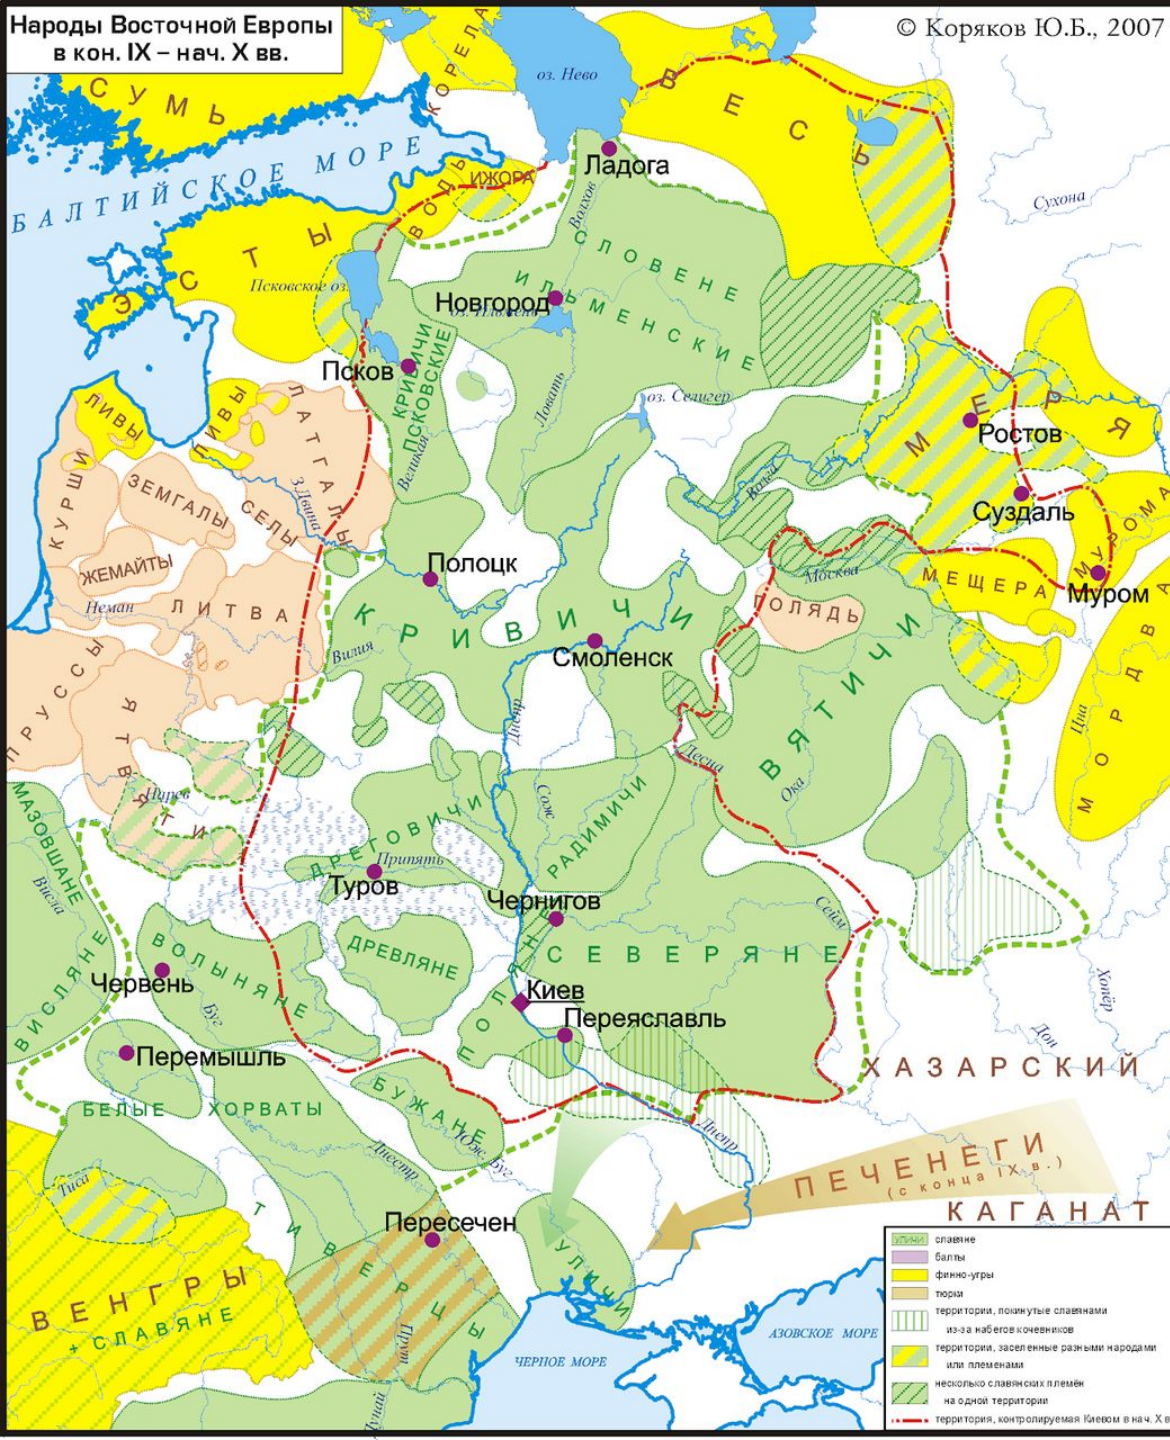 Народы Восточной Европы
в кон. IX – нач. X вв.
© Коряков Ю.Б., 2007
СУМЬ
КОРЕЛА
оз. Нево
ВЕСЬ
БАЛТИЙСКОЕ МОРЕ
Ладога
ИЖОРА
ВОДЬ
Волхов
Сухона
ЭСТЫ
СЛОВЕНЕ
ИЛЬМЕНСКИЕ
Псковское оз.
Новгород
оз. Ильмень
Псков
КРИВИЧИ
ПСКОВСКИЕ
Ловать
оз. Селигер
Великая
ЛИВЫ
ЛИВЫ
ЛАТГАЛЫ
МЕРЯ
Ростов
КУРШИ
ЗЕМГАЛЫ
СЕЛЫ
З.Двина
Волга
Суздаль
МУРОМА
ЖЕМАЙТЫ
Полоцк
Москва
МЕЩЕРА
Муром
Неман
ЛИТВА
КРИВИЧИ
ГОЛЯДЬ
Вилия
Смоленск
ПРУССЫ
ЯТВЯГИ
Днепр
ВЯТИЧИ
МОРДВА
Цна
Десна
Ока
Нарев
МАЗОВШАНЕ
Висла
ДРЕГОВИЧИ
Сож
РАДИМИЧИ
Припять
Туров
Чернигов
Сейм
ВИСЛЯНЕ
ВОЛЫНЯНЕ
ДРЕВЛЯНЕ
СЕВЕРЯНЕ
Червень
Буг
ПОЛЯНЕ
Киев
Переяславль
Хопёр
Дон
Перемышль
ХАЗАРСКИЙ
БЕЛЫЕ ХОРВАТЫ
БУЖАНЕ
Юж. Буг
Днестр
Днепр
ПЕЧЕНЕГИ
(с конца IX в.)
КАГАНАТ
Тиса
ТИВЕРЦЫ
Пересечен
УЛИЧИ
ВЕНГРЫ
+ СЛАВЯНЕ
Прут
Дунай
ЧЕРНОЕ МОРЕ
АЗОВСКОЕ МОРЕ
УЛИЧИ славяне
балты
финно-угры
тюрки
территории, покинутые славянами
из-за набегов кочевников
территории, заселенные разными народами
или племенами
несколько славянских племён
на одной территории
территория, контролируемая Киевом в нач. X в